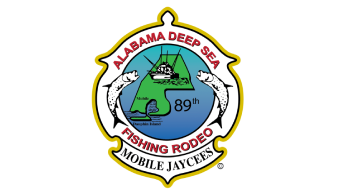 ALABAMA DEEP SEA
89th
FISHING RODEO
MOBILE JAYCEES
©